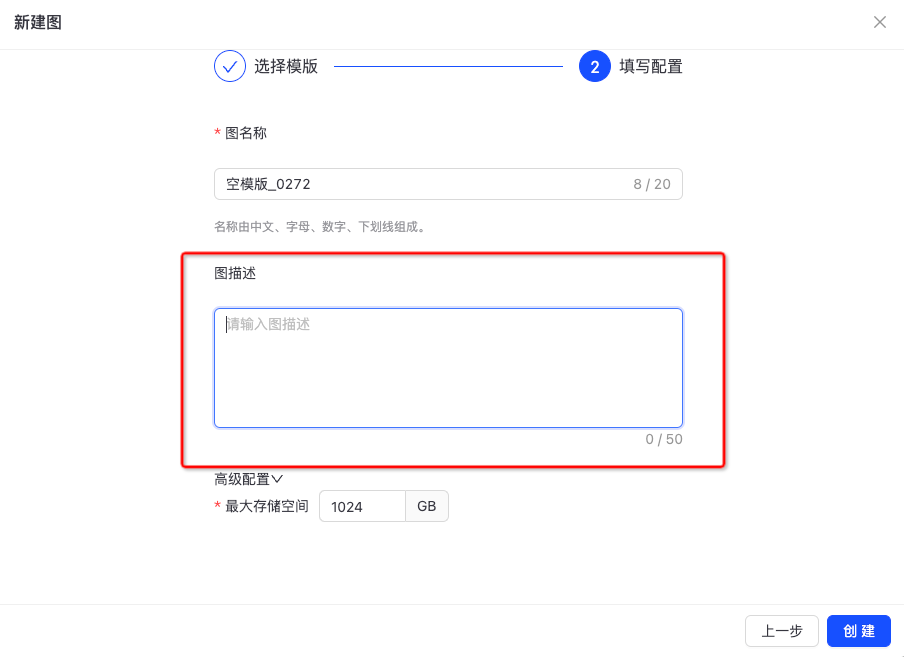 新建图
选择模版
2 填写配置
* 图名称
空模版_0272 8 / 20
名称由中文、字母、数字、下划线组成。
图描述
请输入图描述
0 / 50
高级配置
* 最大存储空间 1024 GB
上一步 创 建